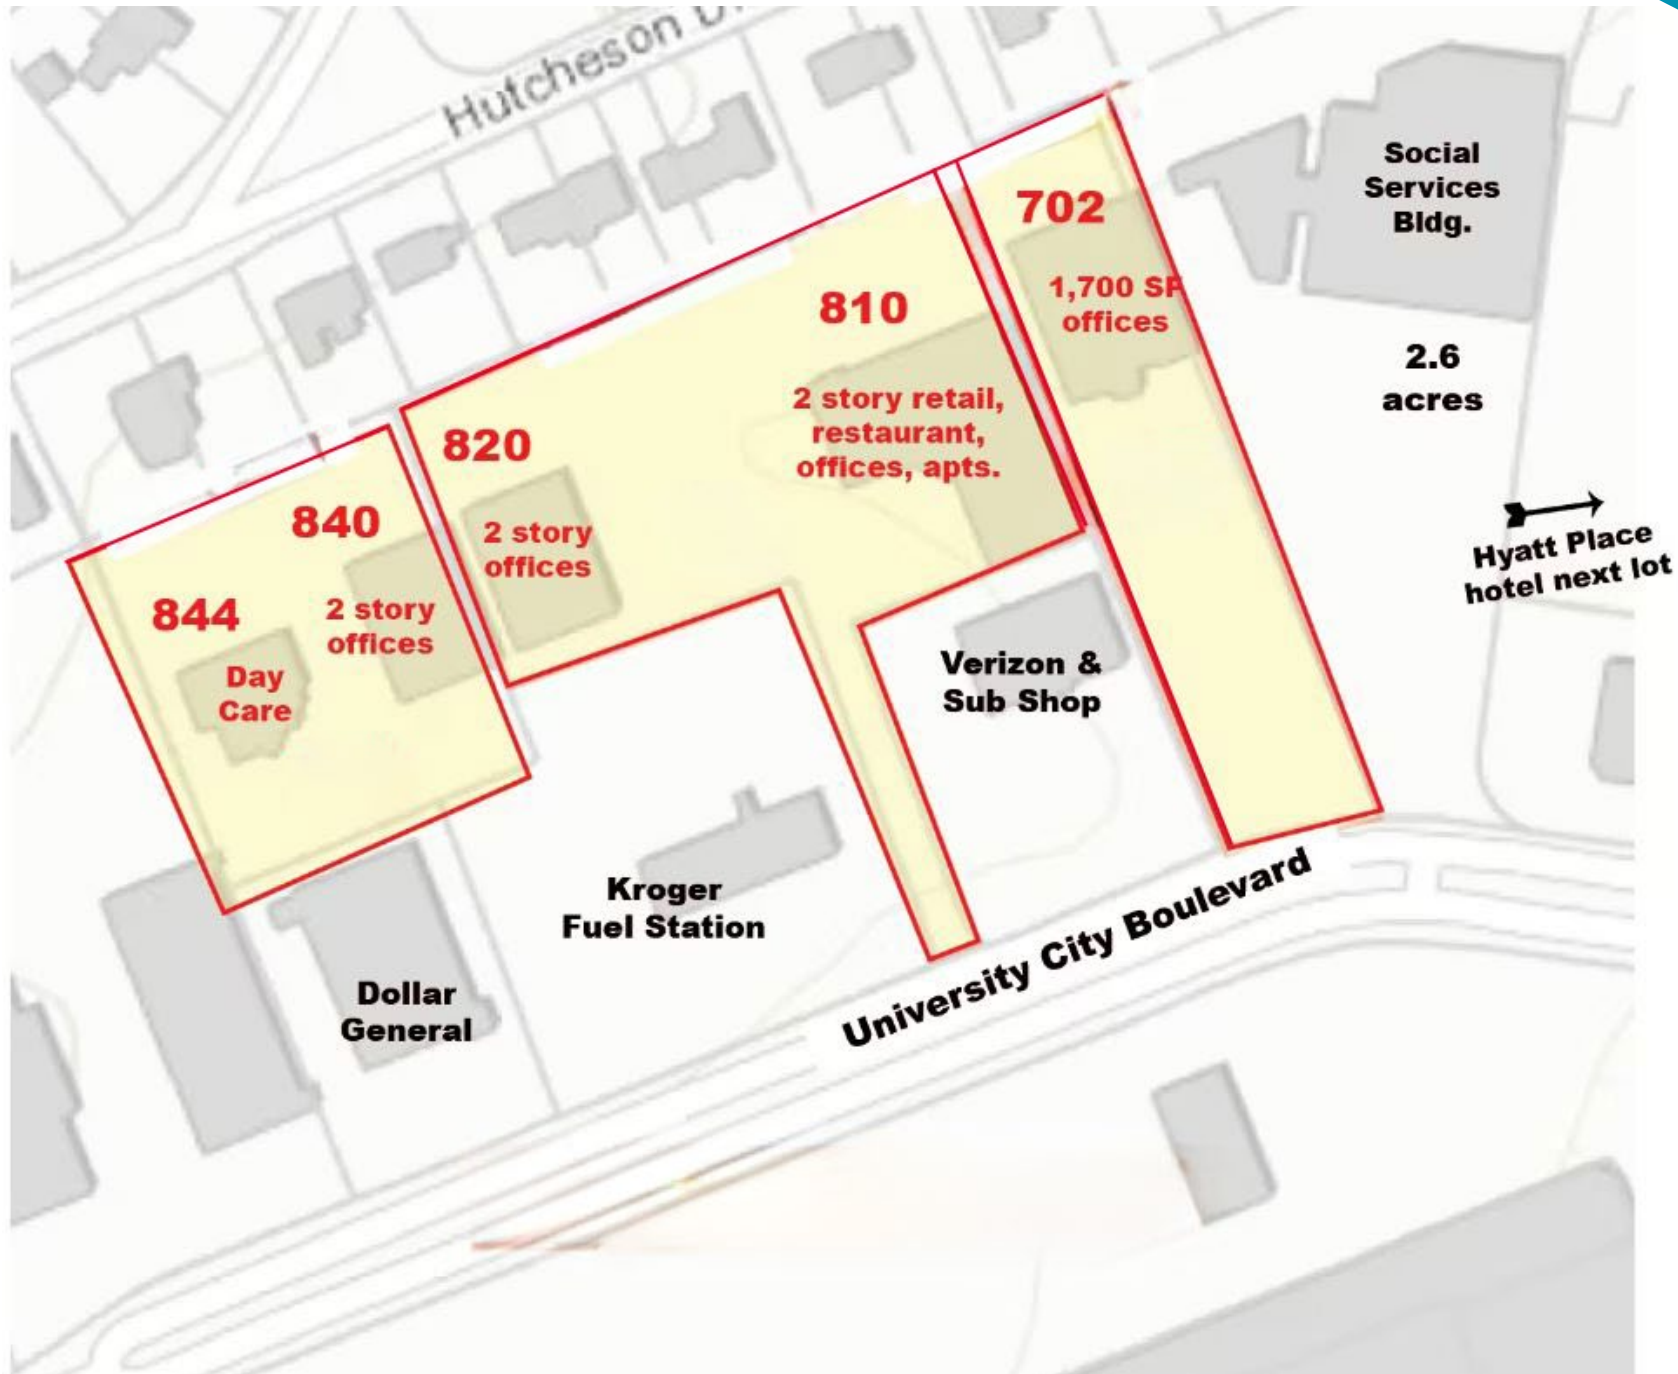 Hutcheson
Social
Services
Bldg.
702
1,700 SF
offices
810
2.6
acres
2 story retail,
restaurant,
offices, apts.
820
2 story
offices
840
2 story
offices
844
Day
Care
Hyatt Place
hotel next lot
Verizon &
Sub Shop
Kroger
Fuel Station
University City Boulevard
Dollar
General